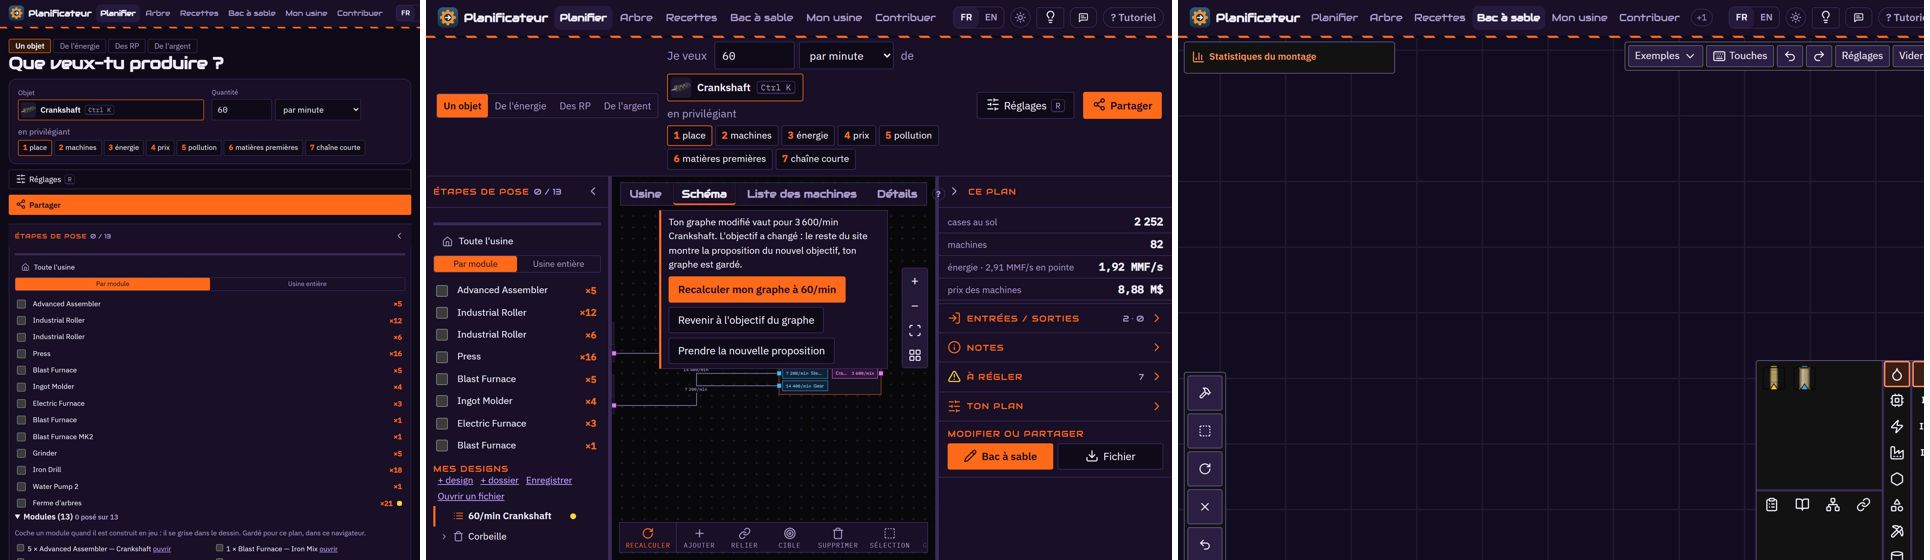 Planificateur Planifier Arbre Recettes Bac à sable Mon usine Contribuer FR
Un objet De l'énergie Des RP De l'argent
Que veux-tu produire ?
Objet Quantité
Crankshaft Ctrl K 60 par minute
en privilégiant
1 place 2 machines 3 énergie 4 prix 5 pollution 6 matières premières 7 chaîne courte
Réglages R
Partager
ÉTAPES DE POSE 0 / 13
Toute l'usine
Par module Usine entière
Advanced Assembler ×5
Industrial Roller ×12
Industrial Roller ×6
Press ×16
Blast Furnace ×5
Ingot Molder ×4
Electric Furnace ×3
Blast Furnace ×1
Blast Furnace MK2 ×1
Grinder ×5
Iron Drill ×18
Water Pump 2 ×1
Ferme d'arbres ×21
Modules (13) 0 posé sur 13
Coche un module quand il est construit en jeu : il se grise dans le dessin. Gardé pour ce plan, dans ce navigateur.
5 × Advanced Assembler — Crankshaft ouvrir 1 × Blast Furnace — Iron Mix ouvrir
Planificateur Planifier Arbre Recettes Bac à sable Mon usine Contribuer FR EN ? Tutoriel
Je veux 60 par minute de
Un objet De l'énergie Des RP De l'argent
Crankshaft Ctrl K
en privilégiant
1 place 2 machines 3 énergie 4 prix 5 pollution
6 matières premières 7 chaîne courte
Réglages R Partager
ÉTAPES DE POSE 0 / 13
Toute l'usine
Par module Usine entière
Advanced Assembler ×5
Industrial Roller ×12
Industrial Roller ×6
Press ×16
Blast Furnace ×5
Ingot Molder ×4
Electric Furnace ×3
Blast Furnace ×1
MES DESIGNS
+ design + dossier Enregistrer
Ouvrir un fichier
60/min Crankshaft
Corbeille
Usine Schéma Liste des machines Détails ?
Ton graphe modifié vaut pour 3 600/min
Crankshaft. L'objectif a changé : le reste du site
montre la proposition du nouvel objectif, ton
graphe est gardé.
Recalculer mon graphe à 60/min
Revenir à l'objectif du graphe
Prendre la nouvelle proposition
7 200/min
14 400/min Gear
3 600/min
RECALCULER AJOUTER RELIER CIBLE SUPPRIMER SÉLECTION
CE PLAN
cases au sol 2 252
machines 82
énergie · 2,91 MMF/s en pointe 1,92 MMF/s
prix des machines 8,88 M$
ENTRÉES / SORTIES 2 · 0
NOTES
À RÉGLER 7
TON PLAN
MODIFIER OU PARTAGER
Bac à sable Fichier
Planificateur Planifier Arbre Recettes Bac à sable Mon usine Contribuer +1 FR EN ? Tutori
Statistiques du montage
Exemples Touches Réglages Vider